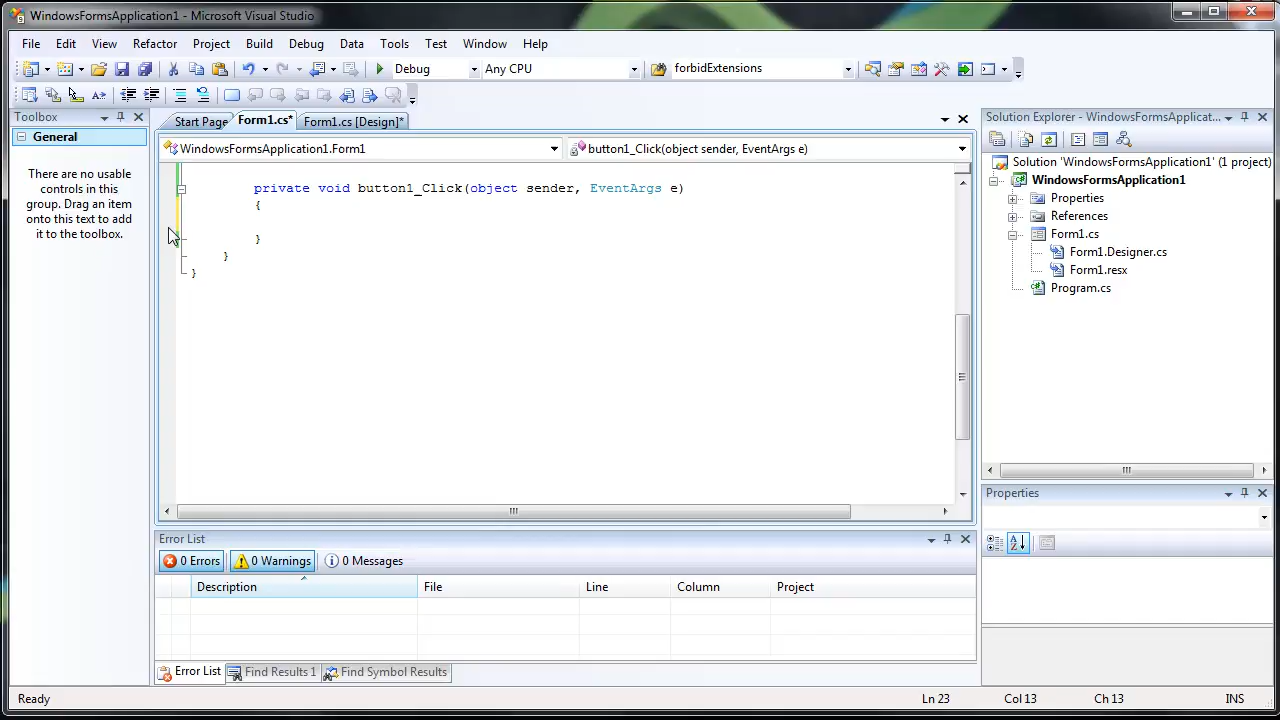 WindowsFormsApplication1 - Microsoft Visual Studio
File Edit View Refactor Project Build Debug Data Tools Test Window Help
Debug Any CPU forbidExtensions
Toolbox
General
There are no usable
controls in this
group. Drag an item
onto this text to add
it to the toolbox.
Start Page Form1.cs* Form1.cs [Design]*
WindowsFormsApplication1.Form1 button1_Click(object sender, EventArgs e)
private void button1_Click(object sender, EventArgs e)
{
}
}
}
Error List
0 Errors 0 Warnings 0 Messages
Description File Line Column Project
Error List Find Results 1 Find Symbol Results
Solution Explorer - WindowsFormsApplicat...
Solution 'WindowsFormsApplication1' (1 project)
WindowsFormsApplication1
Properties
References
Form1.cs
Form1.Designer.cs
Form1.resx
Program.cs
Properties
Ready Ln 23 Col 13 Ch 13 INS